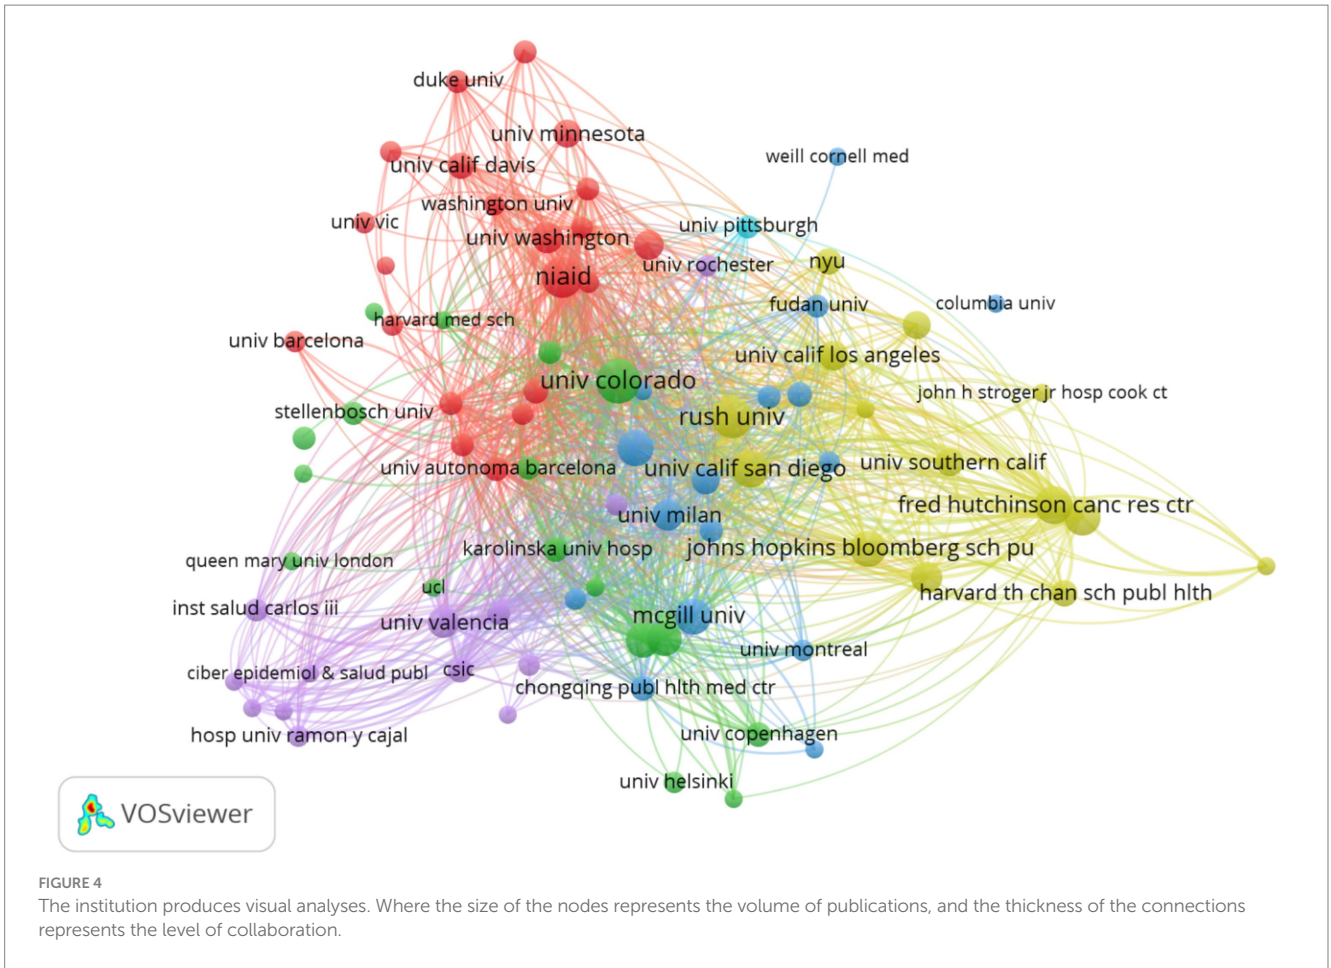 duke univ
univ minnesota
weill cornell med
univ calif davis
washington univ
univ vic
univ pittsburgh
univ washington
univ rochester
nyu
niaid
fudan univ
columbia univ
harvard med sch
univ barcelona
univ calif los angeles
univ colorado
john h stroger jr hosp cook ct
stellenbosch univ
rush univ
univ autonoma barcelona
univ calif san diego
univ southern calif
fred hutchinson canc res ctr
univ milan
karolinska univ hosp
johns hopkins bloomberg sch pu
queen mary univ london
ucl
harvard th chan sch publ hlth
inst salud carlos iii
univ valencia
mcgill univ
univ montreal
ciber epidemiol & salud publ
csic
chongqing publ hlth med ctr
hosp univ ramon y cajal
univ copenhagen
univ helsinki
VOSviewer
FIGURE 4
The institution produces visual analyses. Where the size of the nodes represents the volume of publications, and the thickness of the connections
represents the level of collaboration.